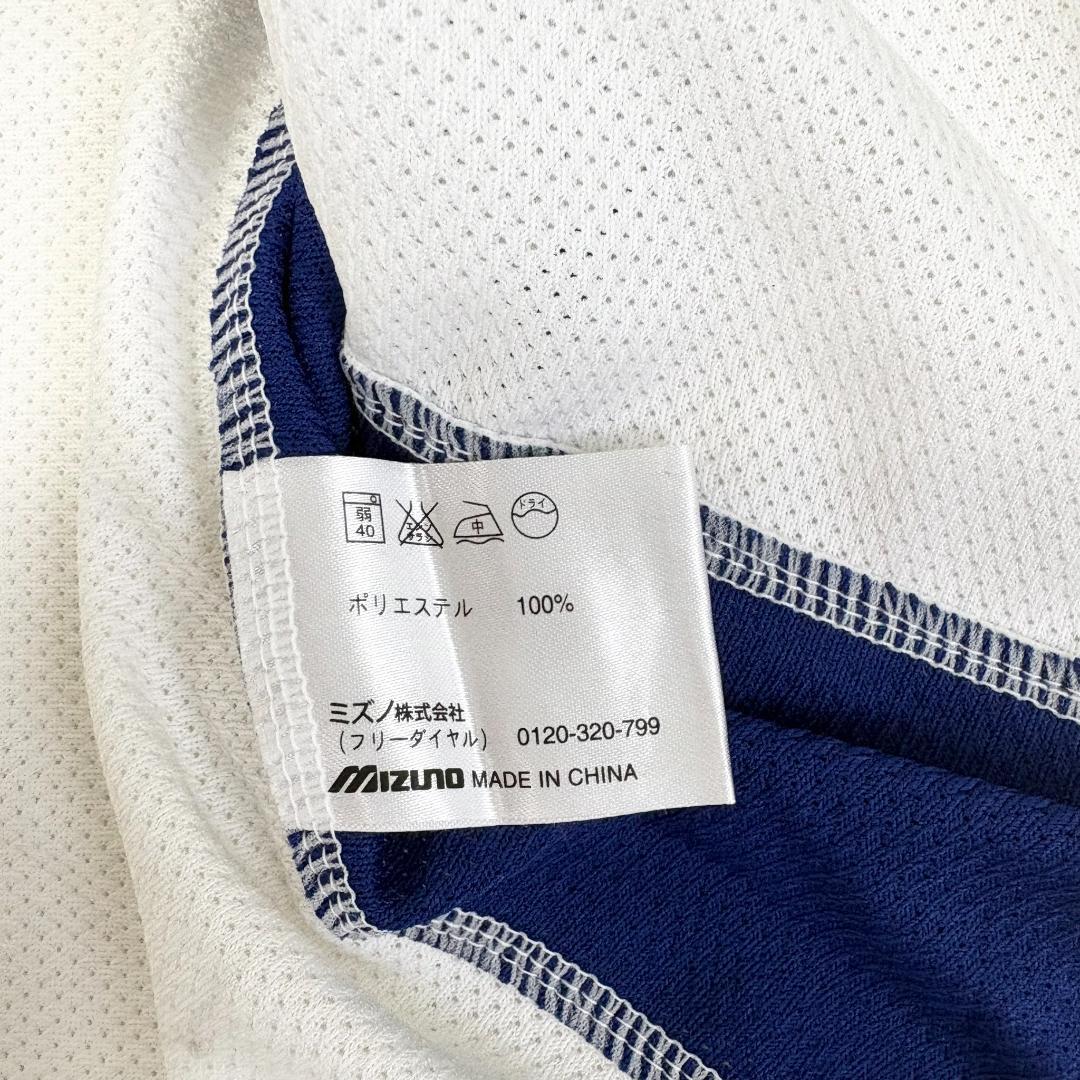 弱 40 エンソ サラシ 中 ドライ
ポリエステル 100%
ミズノ株式会社
(フリーダイヤル) 0120-320-799
MIZUNO MADE IN CHINA